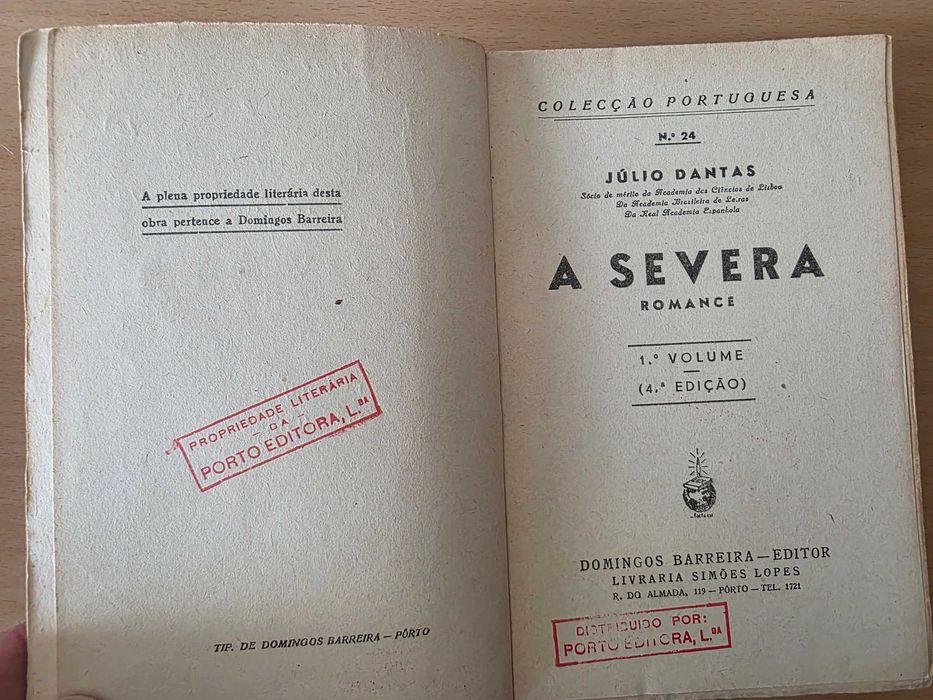 A plena propriedade literária desta
obra pertence a Domingos Barreira
PROPRIEDADE LITERÁRIA
— DA —
PORTO EDITORA, L.DA
TIP. DE DOMINGOS BARREIRA — PÔRTO
COLECÇÃO PORTUGUESA
N.º 24
JÚLIO DANTAS
Sócio de mérito da Academia das Ciências de Lisboa
Da Academia Brasileira de Letras
Da Real Academia Espanhola
A SEVERA
ROMANCE
1.º VOLUME
(4.ª EDIÇÃO)
DOMINGOS BARREIRA — EDITOR
LIVRARIA SIMÕES LOPES
R. DO ALMADA, 119 — PÔRTO — TEL. 1721
DISTRIBUIDO POR:
PORTO EDITORA, L.DA